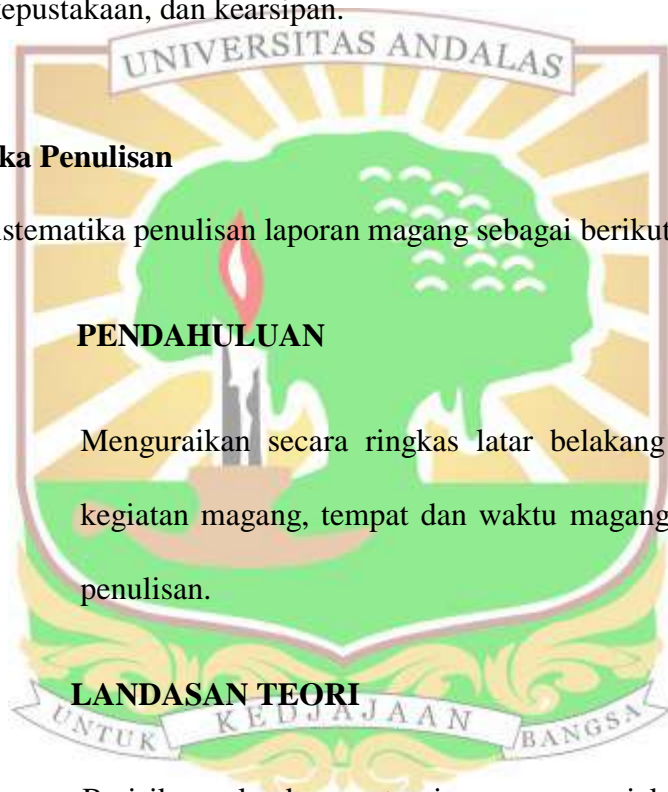 kepustakaan, dan kearsipan.
UNIVERSITAS ANDALAS
ka Penulisan
istematika penulisan laporan magang sebagai berikut
PENDAHULUAN
Menguraikan secara ringkas latar belakang
kegiatan magang, tempat dan waktu magang
penulisan.
LANDASAN TEORI
UNTUK KEDJAJAAN BANGSA